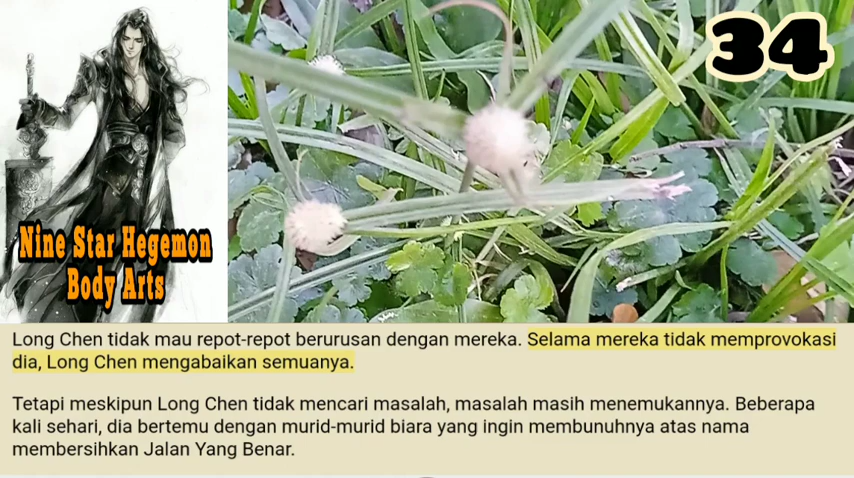 34
Nine Star Hegemon
Body Arts
Long Chen tidak mau repot-repot berurusan dengan mereka. Selama mereka tidak memprovokasi
dia, Long Chen mengabaikan semuanya.
Tetapi meskipun Long Chen tidak mencari masalah, masalah masih menemukannya. Beberapa
kali sehari, dia bertemu dengan murid-murid biara yang ingin membunuhnya atas nama
membersihkan Jalan Yang Benar.